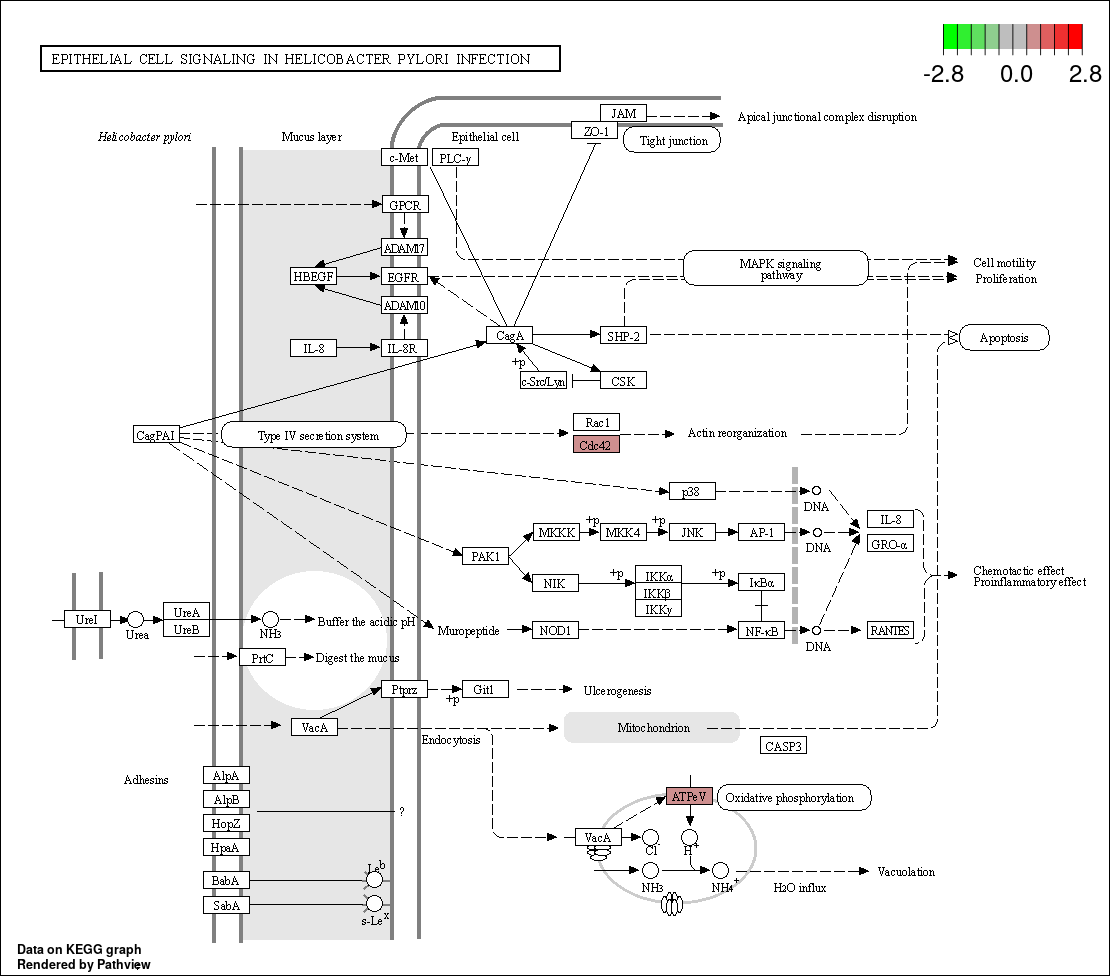 -2.8 0.0 2.8
EPITHELIAL CELL SIGNALING IN HELICOBACTER PYLORI INFECTION
JAM
Apical junctional complex disruption
Helicobacter pylori
Mucus layer
Epithelial cell
ZO-1
Tight junction
c-Met
PLC-γ
GPCR
ADAM17
HBEGF
EGFR
MAPK signaling
pathway
Cell motility
Proliferation
ADAM10
CagA
SHP-2
Apoptosis
IL-8
IL-8R
+p
c-Src/Lyn
CSK
Rac1
CagPAI
Type IV secretion system
Actin reorganization
Cdc42
p38
DNA
IL-8
+p
+p
MKKK
MKK4
JNK
AP-1
DNA
GRO-α
PAK1
Chemotactic effect
Proinflammatory effect
NIK
+p
IKKα
IKKβ
IKKγ
+p
IκBα
UreI
Urea
UreA
UreB
NH3
Buffer the acidic pH
Muropeptide
NOD1
NF-κB
DNA
RANTES
PrtC
Digest the mucus
Ptprz
+p
Git1
Ulcerogenesis
VacA
Endocytosis
Mitochondrion
CASP3
Adhesins
AlpA
AlpB
HopZ
HpaA
BabA
SabA
?
Le b
s-Le x
ATPeV
Oxidative phosphorylation
VacA
Cl-
H+
NH3
NH4+
H2O influx
Vacuolation
Data on KEGG graph
Rendered by Pathview